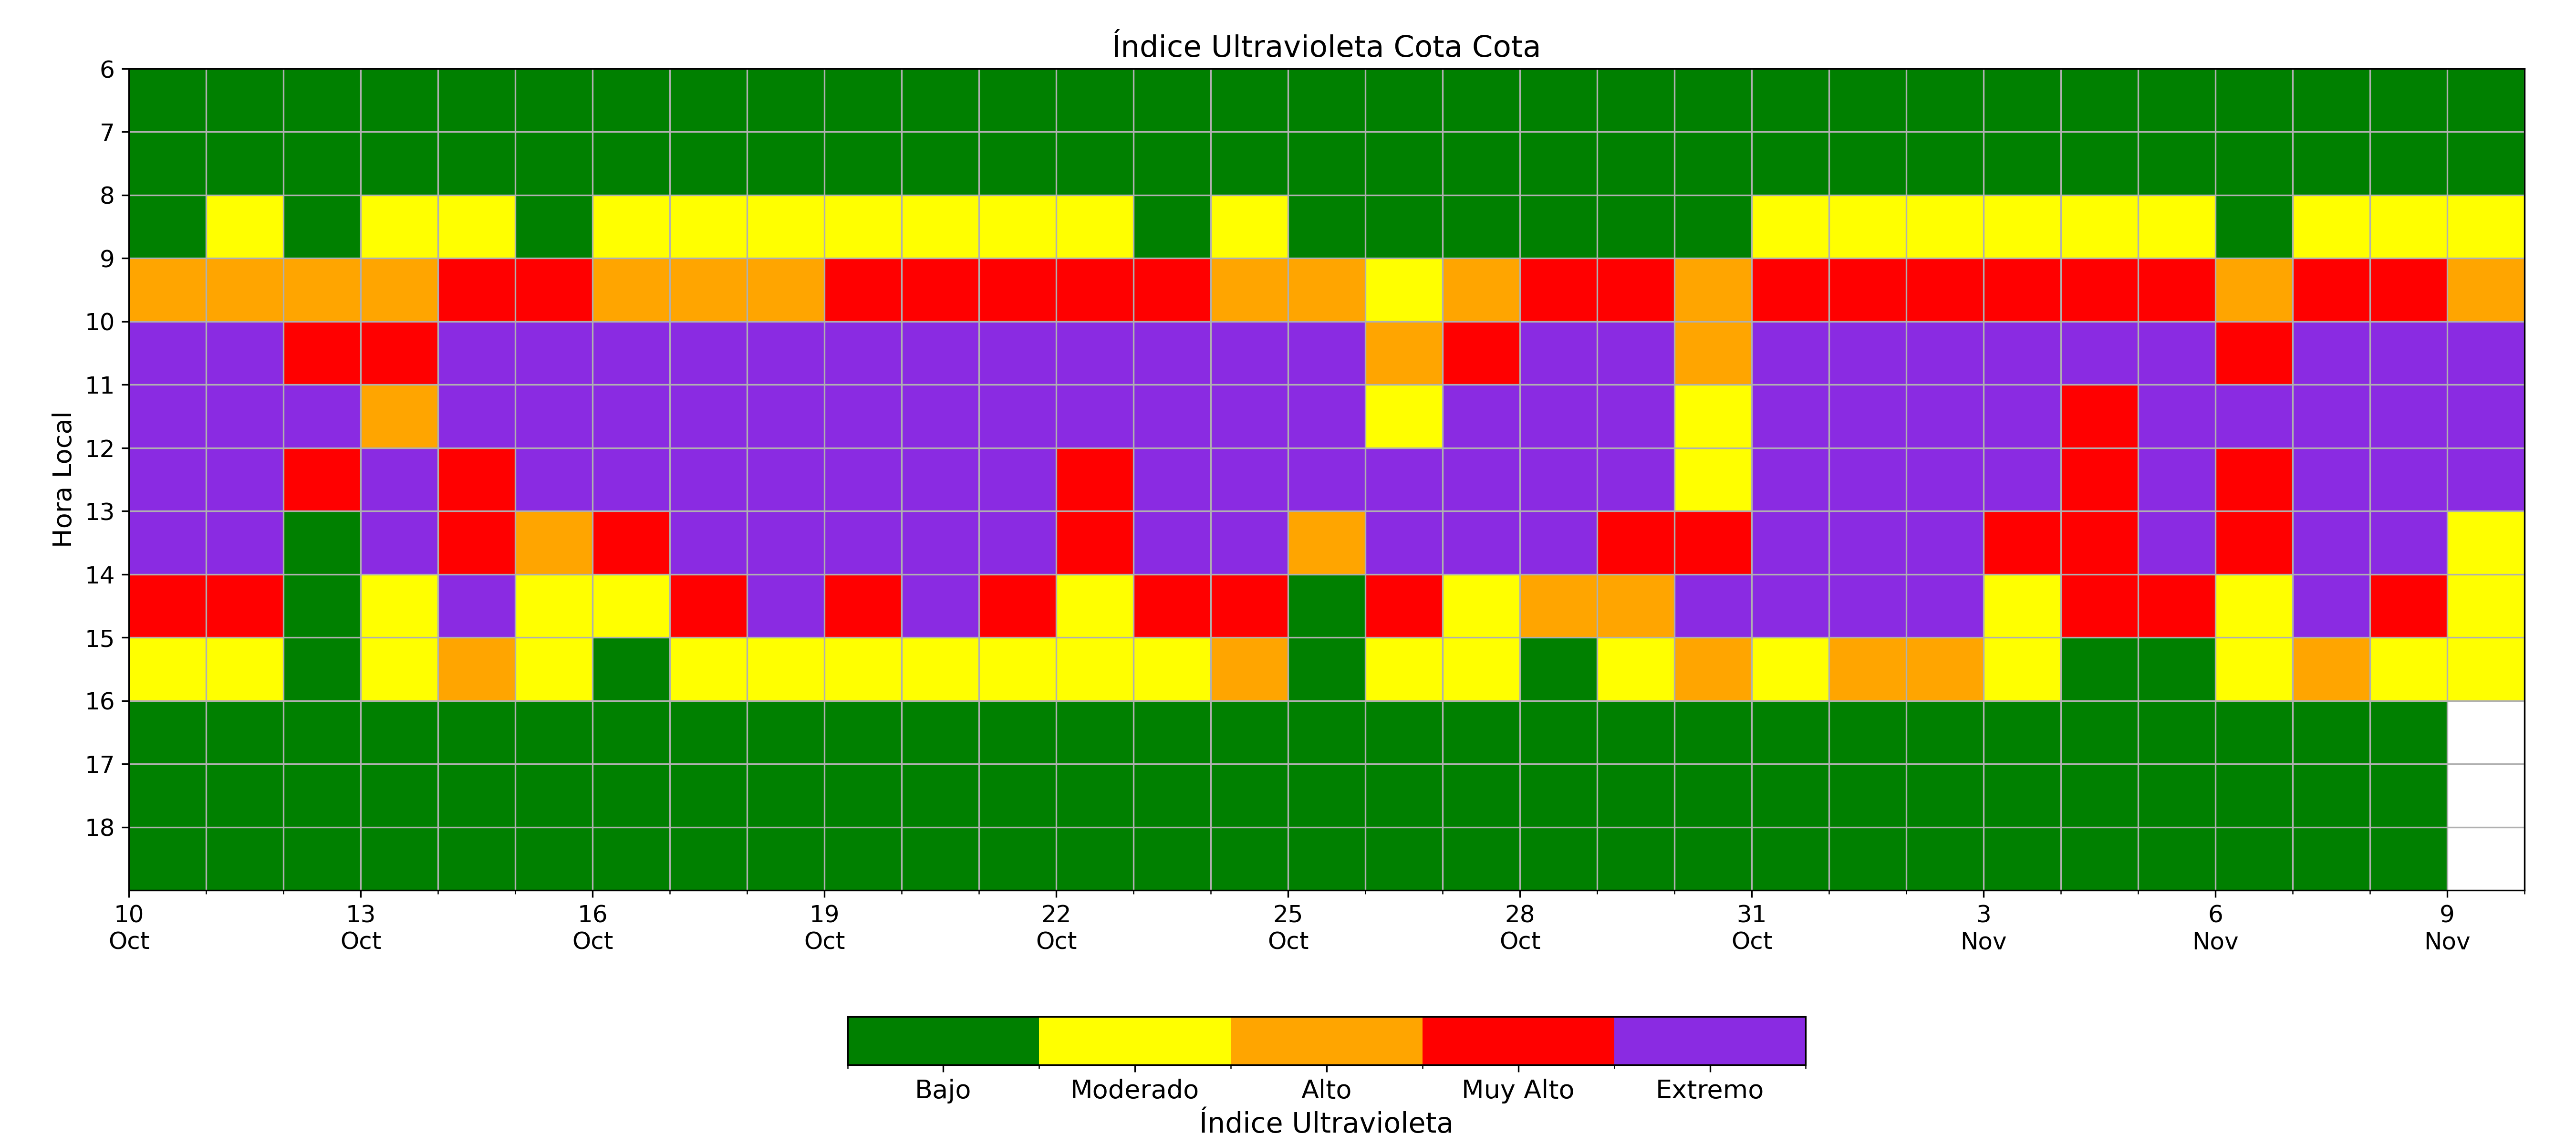 Índice Ultravioleta Cota Cota
Hora Local
6
7
8
9
10
11
12
13
14
15
16
17
18
10 13 16 19 22 25 28 31 3 6 9
Oct Oct Oct Oct Oct Oct Oct Oct Nov Nov Nov
Bajo Moderado Alto Muy Alto Extremo
Índice Ultravioleta